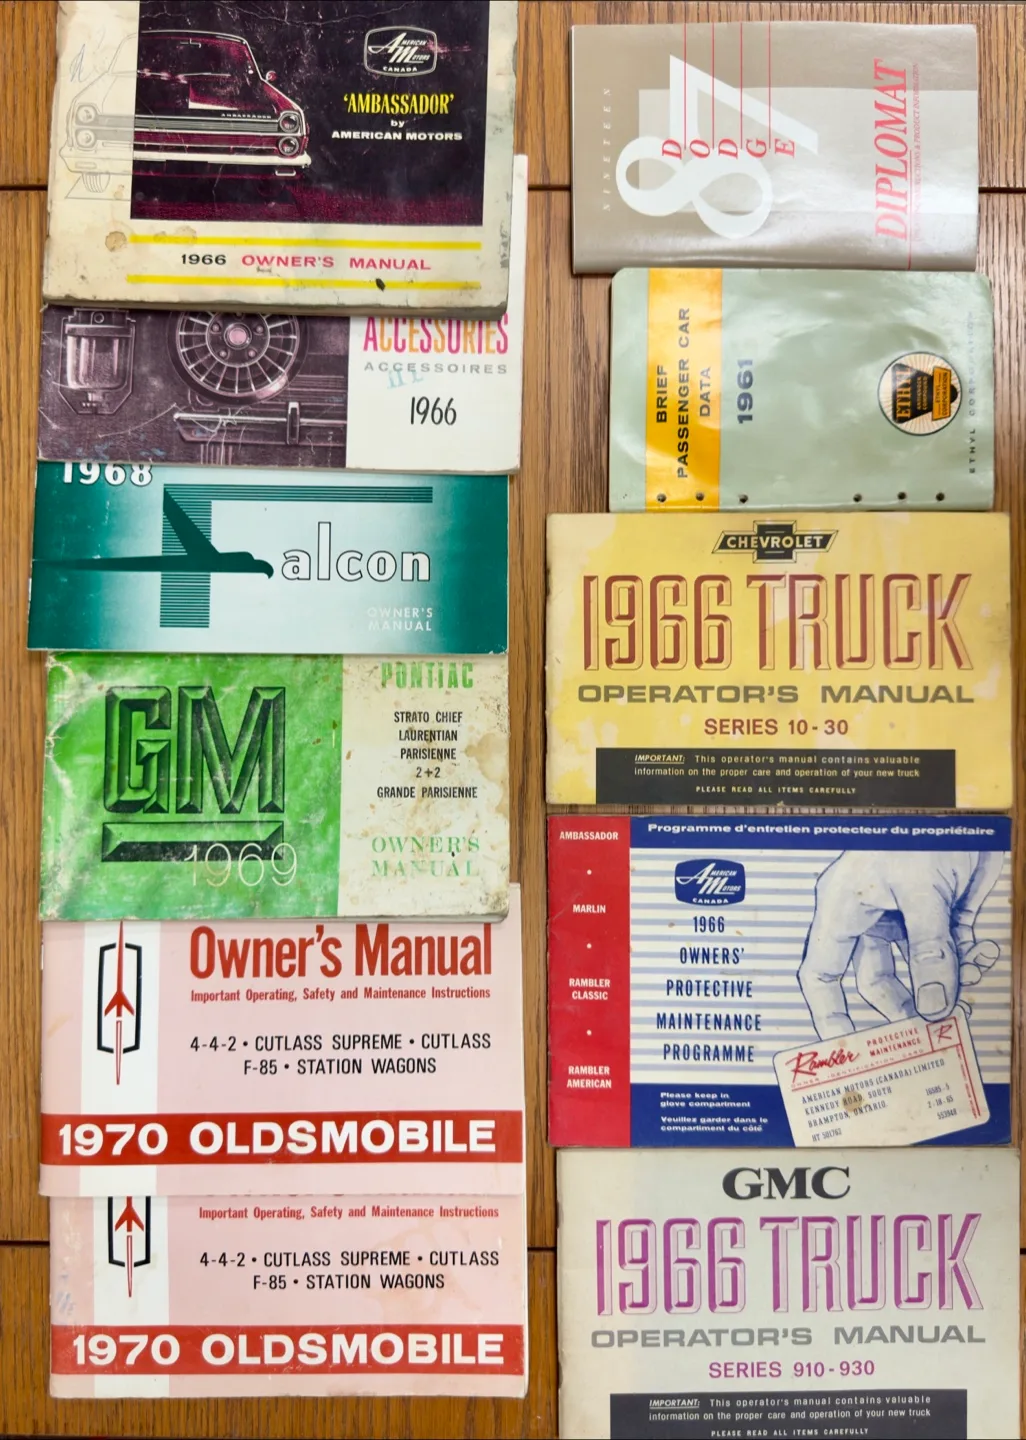 AMERICAN
MOTORS
CANADA
'AMBASSADOR'
by
AMERICAN MOTORS
AMBASSADOR
1966 OWNER'S MANUAL
ACCESSORIES
ACCESSOIRES
1966
1968
Falcon
OWNER'S
MANUAL
GM
1969
PONTIAC
STRATO CHIEF
LAURENTIAN
PARISIENNE
2+2
GRANDE PARISIENNE
OWNER'S
MANUAL
Owner's Manual
Important Operating, Safety and Maintenance Instructions
4-4-2 • CUTLASS SUPREME • CUTLASS
F-85 • STATION WAGONS
1970 OLDSMOBILE
Important Operating, Safety and Maintenance Instructions
4-4-2 • CUTLASS SUPREME • CUTLASS
F-85 • STATION WAGONS
1970 OLDSMOBILE
NINETEEN
87
DODGE
DIPLOMAT
BRIEF
PASSENGER CAR
DATA
1961
ETHYL
ETHYL CORPORATION
CHEVROLET
1966 TRUCK
OPERATOR'S MANUAL
SERIES 10-30
IMPORTANT: This operator's manual contains valuable
information on the proper care and operation of your new truck
PLEASE READ ALL ITEMS CAREFULLY
AMBASSADOR
•
MARLIN
•
RAMBLER
CLASSIC
•
RAMBLER
AMERICAN
Programme d'entretien protecteur du propriétaire
AMERICAN
MOTORS
CANADA
1966
OWNERS'
PROTECTIVE
MAINTENANCE
PROGRAMME
Please keep in
glove compartment
Veuillez garder dans le
compartiment du côté
Rambler
PROTECTIVE
MAINTENANCE
R
OWNER IDENTIFICATION CARD
AMERICAN MOTORS (CANADA) LIMITED
KENNEDY ROAD, SOUTH
BRAMPTON, ONTARIO.
2-18-65
GMC
1966 TRUCK
OPERATOR'S MANUAL
SERIES 910-930
IMPORTANT: This operator's manual contains valuable
information on the proper care and operation of your new truck
PLEASE READ ALL ITEMS CAREFULLY